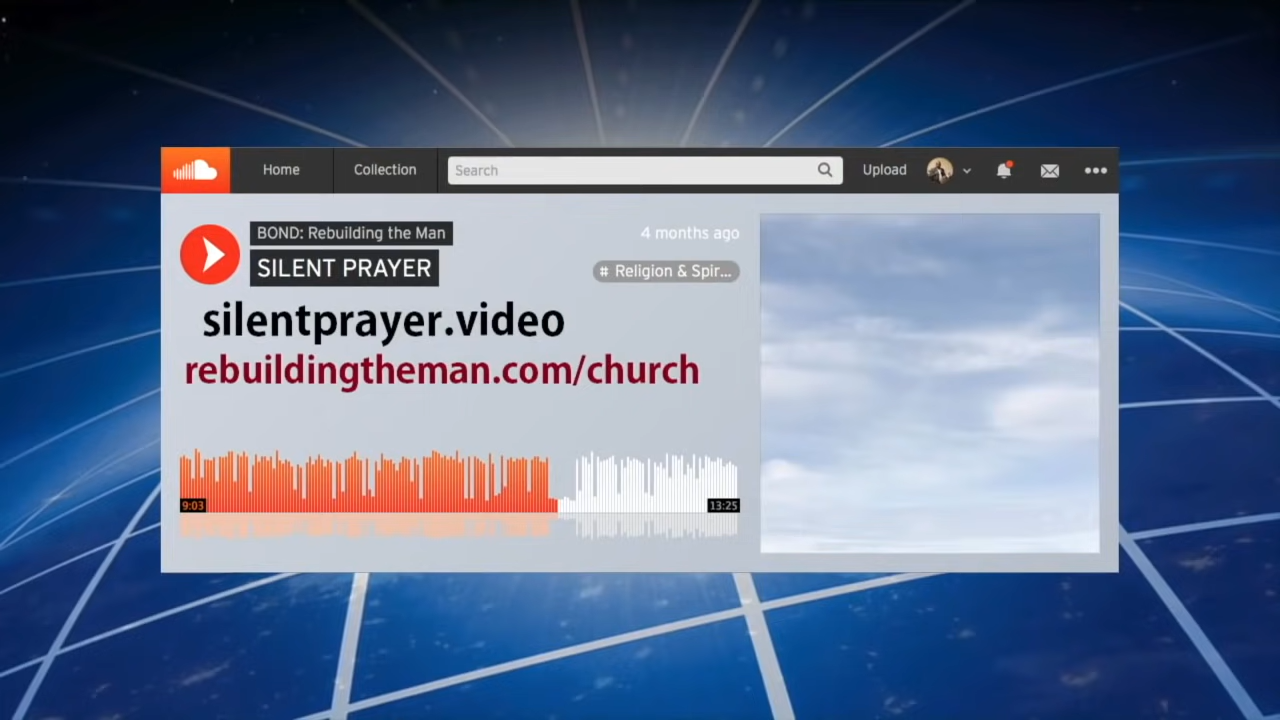 Home
Collection
Search
Upload
BOND: Rebuilding the Man
4 months ago
SILENT PRAYER
# Religion & Spir...
silentprayer.video
rebuildingtheman.com/church
9:03
13:25